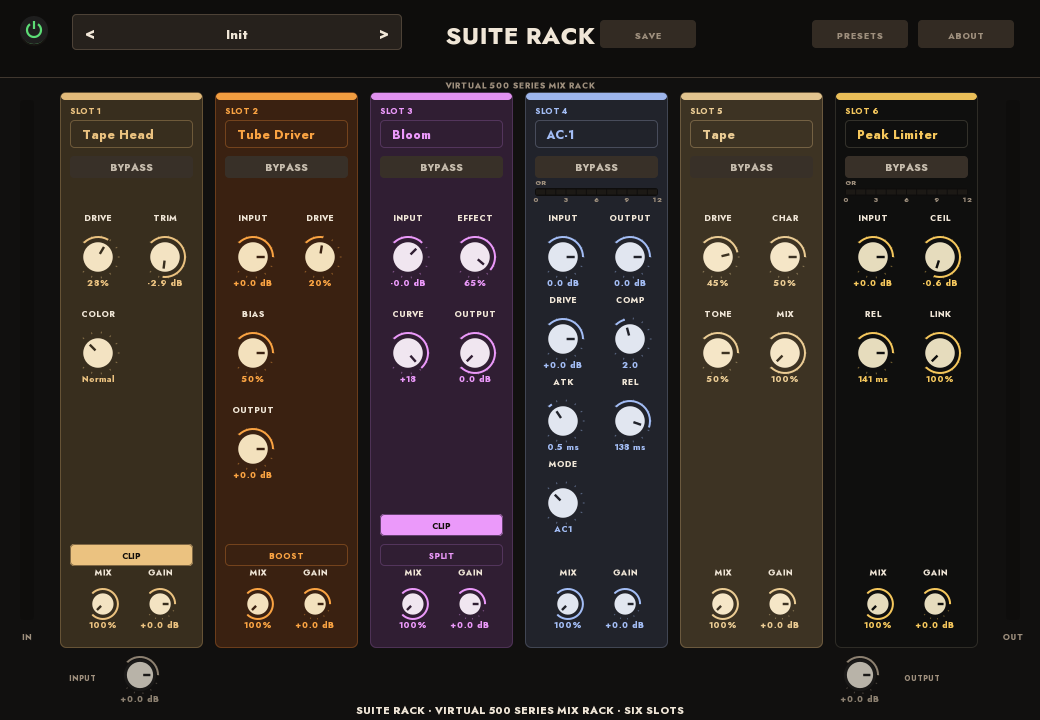 < Init >
SUITE RACK
SAVE
PRESETS
ABOUT
VIRTUAL 500 SERIES MIX RACK
SLOT 1
Tape Head
BYPASS
DRIVE TRIM
28% -2.9 dB
COLOR
Normal
CLIP
MIX GAIN
100% +0.0 dB
SLOT 2
Tube Driver
BYPASS
INPUT DRIVE
+0.0 dB 20%
BIAS
50%
OUTPUT
+0.0 dB
BOOST
MIX GAIN
100% +0.0 dB
SLOT 3
Bloom
BYPASS
INPUT EFFECT
-0.0 dB 65%
CURVE OUTPUT
+18 0.0 dB
CLIP
SPLIT
MIX GAIN
100% +0.0 dB
SLOT 4
AC-1
BYPASS
GR
0 3 6 9 12
INPUT OUTPUT
0.0 dB 0.0 dB
DRIVE COMP
+0.0 dB 2.0
ATK REL
0.5 ms 138 ms
MODE
AC1
MIX GAIN
100% +0.0 dB
SLOT 5
Tape
BYPASS
DRIVE CHAR
45% 50%
TONE MIX
50% 100%
MIX GAIN
100% +0.0 dB
SLOT 6
Peak Limiter
BYPASS
GR
0 3 6 9 12
INPUT CEIL
+0.0 dB -0.6 dB
REL LINK
141 ms 100%
MIX GAIN
100% +0.0 dB
IN
OUT
INPUT
+0.0 dB
OUTPUT
+0.0 dB
SUITE RACK · VIRTUAL 500 SERIES MIX RACK · SIX SLOTS